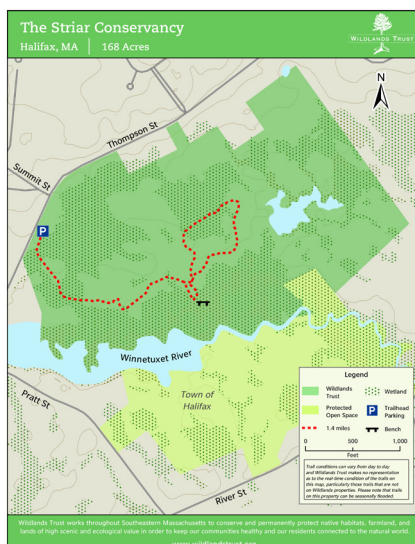 The Striar Conservancy
Halifax, MA | 168 Acres
WILDLANDS TRUST
N
Thompson St
Summit St
P
Winnetuxet River
Pratt St
Town of
Halifax
River St
Legend
Wildlands
Trust
Wetland
Protected
Open Space
P
Trailhead
Parking
1.4 miles
Bench
0 500 1,000
Feet
Trail conditions can vary from day to day
and Wildlands Trust makes no representation
as to the real-time condition of the trails on
this map, particularly those trails that are not
on Wildlands properties. Please note that trails
on this property can be seasonally flooded.
Wildlands Trust works throughout Southeastern Massachusetts to conserve and permanently protect native habitats, farmland, and
lands of high scenic and ecological value in order to keep our communities healthy and our residents connected to the natural world.
www.wildlandstrust.org